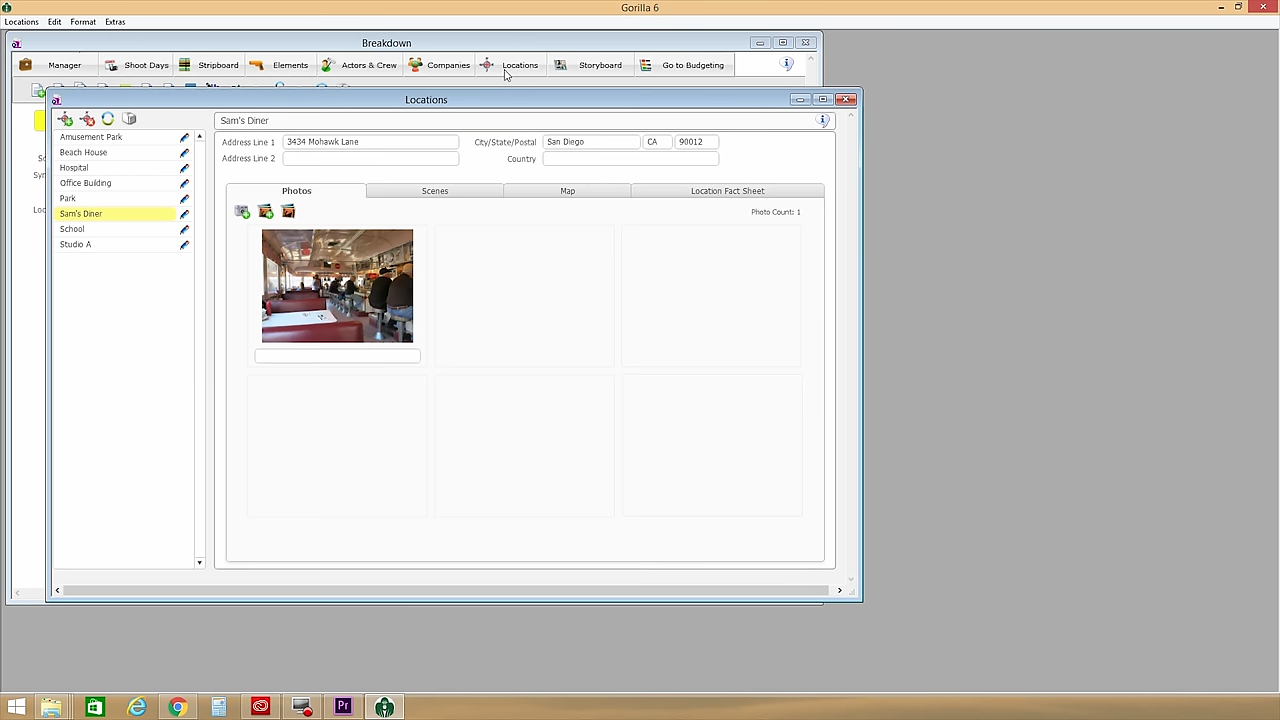 Gorilla 6
Locations Edit Format Extras
Breakdown
Manager Shoot Days Stripboard Elements Actors & Crew Companies Locations Storyboard Go to Budgeting
Locations
Sam's Diner
Amusement Park
Beach House
Hospital
Office Building
Park
Sam's Diner
School
Studio A
Address Line 1 3434 Mohawk Lane City/State/Postal San Diego CA 90012
Address Line 2 Country
Photos Scenes Map Location Fact Sheet
Photo Count: 1
Pr